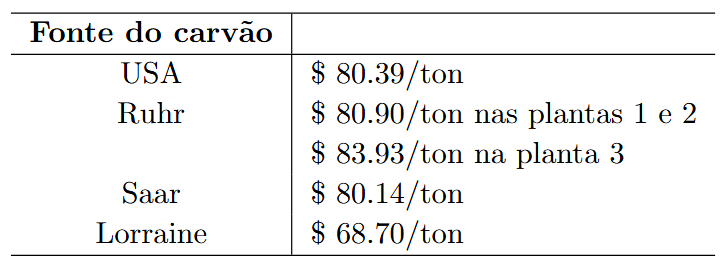 Fonte do carvão
USA $ 80.39/ton
Ruhr $ 80.90/ton nas plantas 1 e 2
$ 83.93/ton na planta 3
Saar $ 80.14/ton
Lorraine $ 68.70/ton